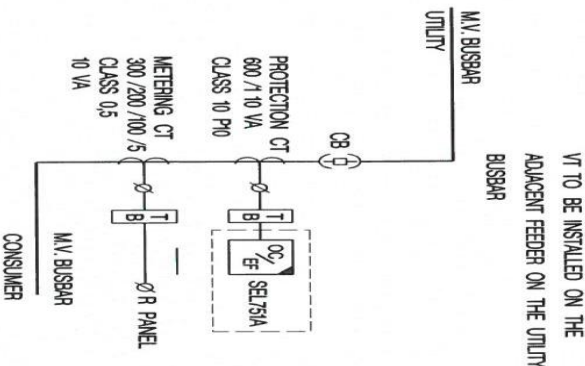 VT TO BE INSTALLED ON THE
ADJACENT FEEDER ON THE UTILITY
BUSBAR
M.V. BUSBAR
UTILITY
CB
PROTECTION CT
600 /1 10 VA
CLASS 10 P10
T
B
OC/
EF
SEL751A
METERING CT
300 /200 /100 /5
CLASS 0,5
10 VA
T
B
Ø R PANEL
M.V. BUSBAR
CONSUMER